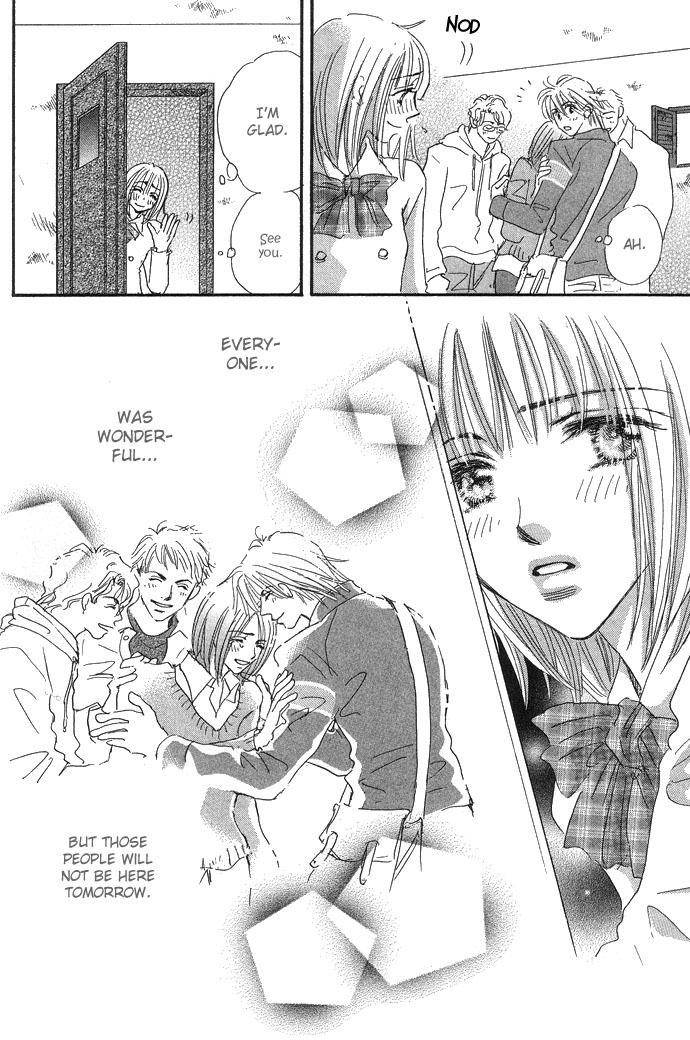 NOD
AH.
I'M
GLAD.
See
you.
EVERY-
ONE...
WAS
WONDER-
FUL...
BUT THOSE
PEOPLE WILL
NOT BE HERE
TOMORROW.